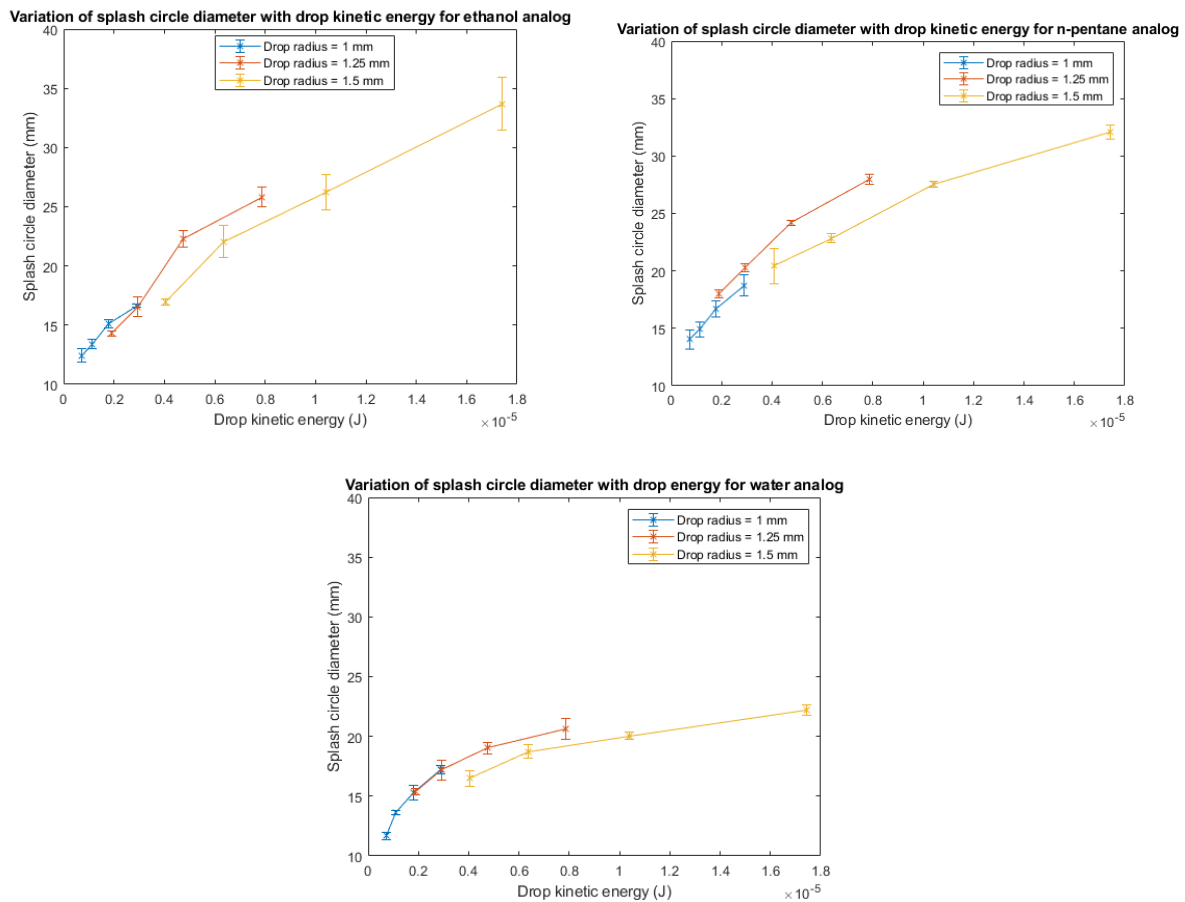 Variation of splash circle diameter with drop kinetic energy for ethanol analog
40
35
30
25
20
15
10
Splash circle diameter (mm)
Drop radius = 1 mm
Drop radius = 1.25 mm
Drop radius = 1.5 mm
0 0.2 0.4 0.6 0.8 1 1.2 1.4 1.6 1.8
Drop kinetic energy (J)
×10⁻⁵
Variation of splash circle diameter with drop kinetic energy for n-pentane analog
40
35
30
25
20
15
10
Splash circle diameter (mm)
Drop radius = 1 mm
Drop radius = 1.25 mm
Drop radius = 1.5 mm
0 0.2 0.4 0.6 0.8 1 1.2 1.4 1.6 1.8
Drop kinetic energy (J)
×10⁻⁵
Variation of splash circle diameter with drop energy for water analog
40
35
30
25
20
15
10
Splash circle diameter (mm)
Drop radius = 1 mm
Drop radius = 1.25 mm
Drop radius = 1.5 mm
0 0.2 0.4 0.6 0.8 1 1.2 1.4 1.6 1.8
Drop kinetic energy (J)
×10⁻⁵